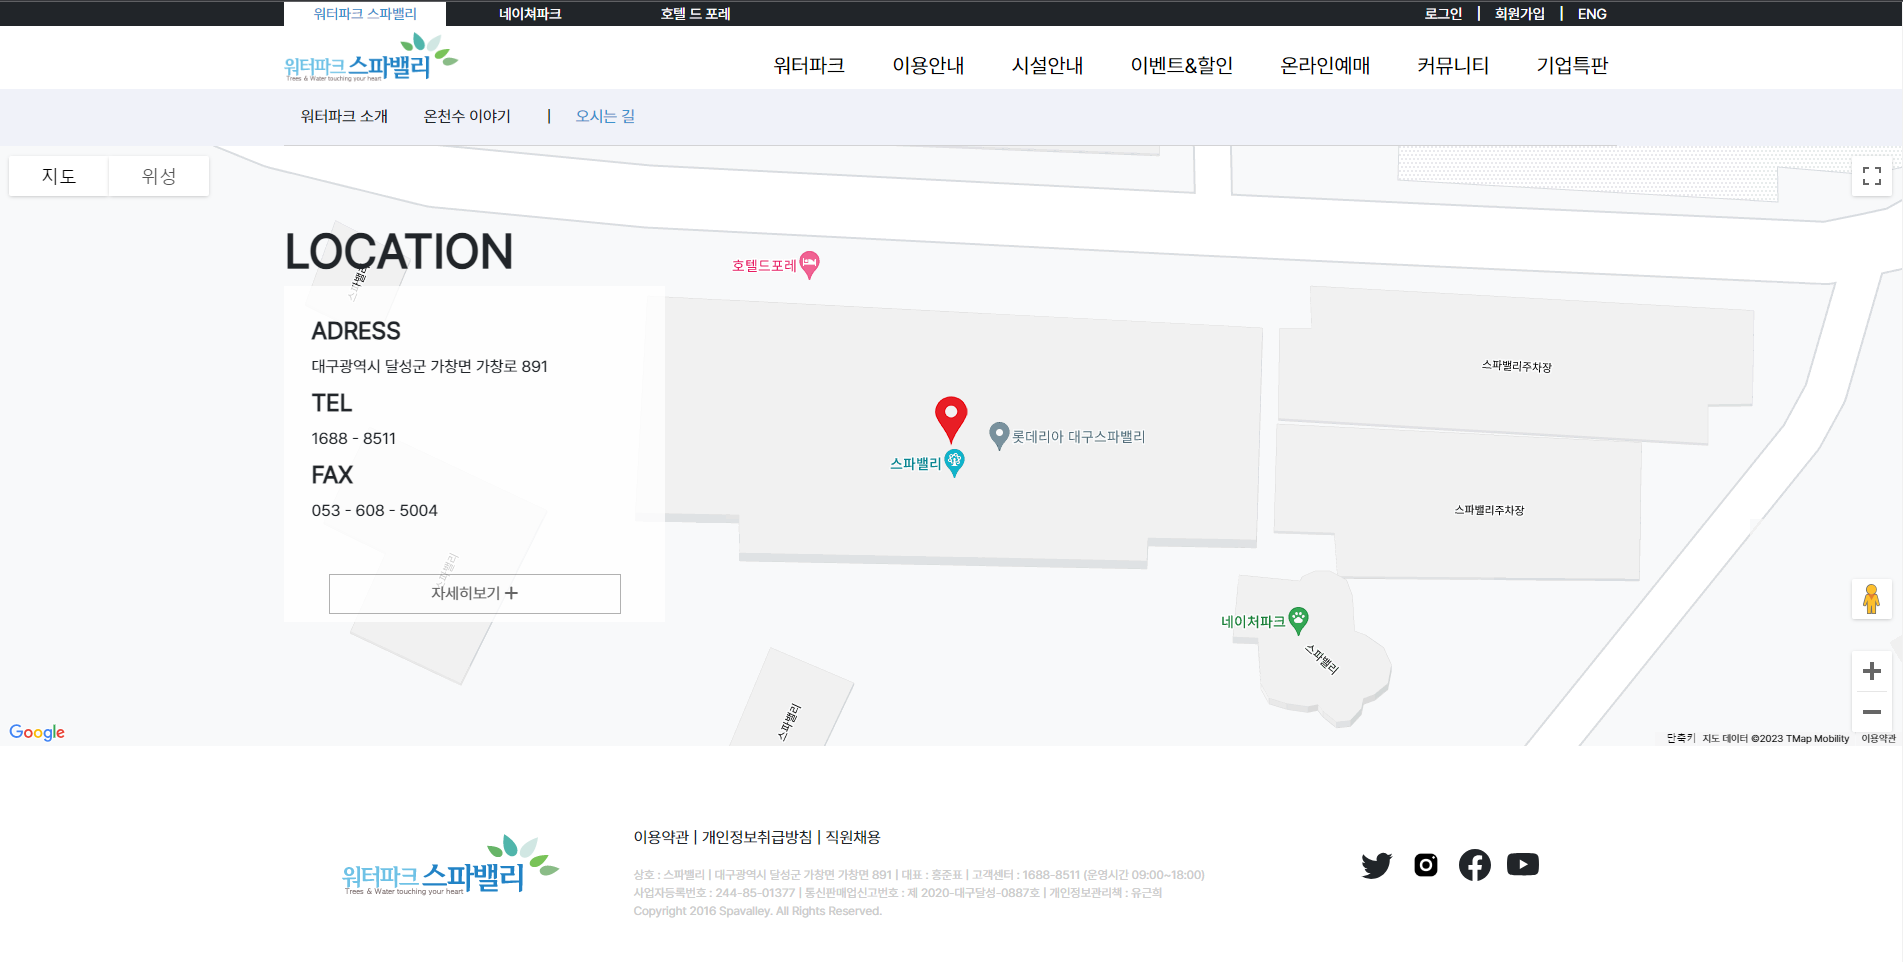 워터파크 스파밸리 네이쳐파크 호텔 드 포레 로그인 | 회원가입 | ENG
워터파크 스파밸리
Trees & Water touching your heart
워터파크 이용안내 시설안내 이벤트&할인 온라인예매 커뮤니티 기업특판
워터파크 소개 온천수 이야기 | 오시는 길
지도 위성
LOCATION
스파밸리
호텔드포레
ADRESS
대구광역시 달성군 가창면 가창로 891
TEL
1688 - 8511
FAX
053 - 608 - 5004
스파밸리
자세히보기 +
스파밸리주차장
롯데리아 대구스파밸리
스파밸리
스파밸리주차장
네이처파크
스파밸리
스파밸리
Google
단축키 지도 데이터 ©2023 TMap Mobility 이용약관
워터파크 스파밸리
Trees & Water touching your heart
이용약관 | 개인정보취급방침 | 직원채용
상호 : 스파밸리 | 대구광역시 달성군 가창면 가창면 891 | 대표 : 홍준표 | 고객센터 : 1688-8511 (운영시간 09:00~18:00)
사업자등록번호 : 244-85-01377 | 통신판매업신고번호 : 제 2020-대구달성-0887호 | 개인정보관리책 : 유근희
Copyright 2016 Spavalley. All Rights Reserved.